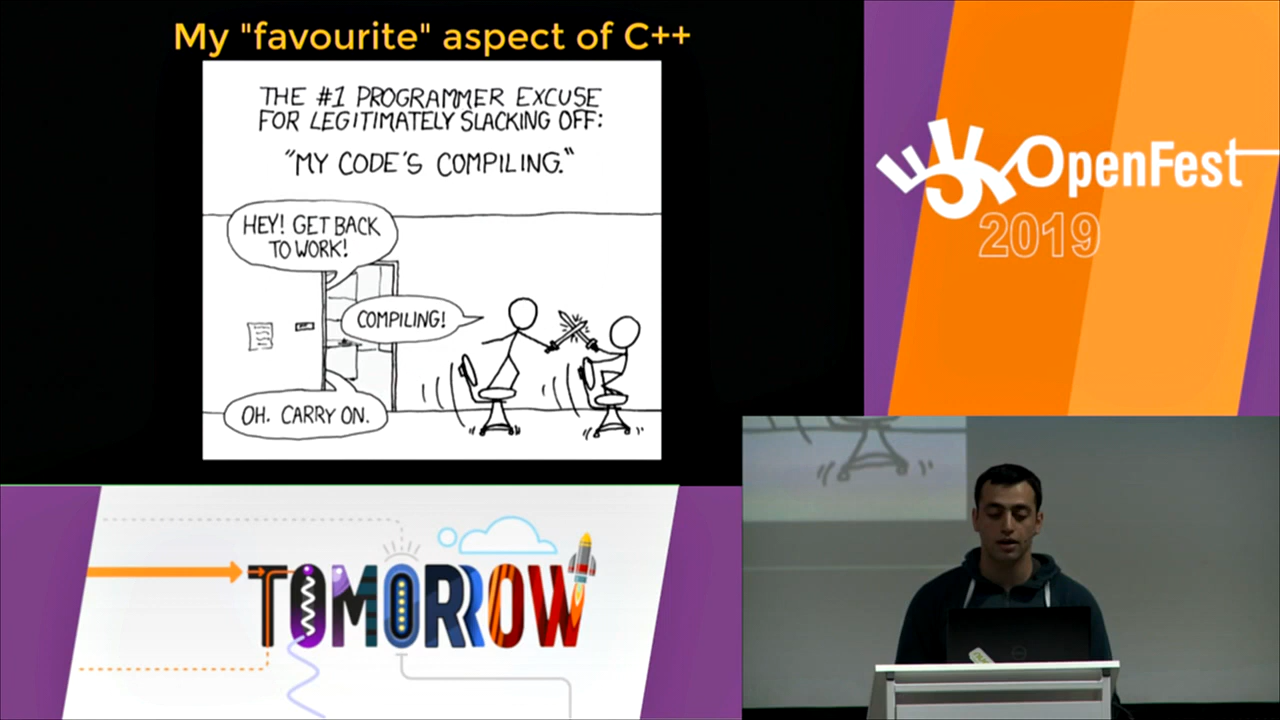 My "favourite" aspect of C++
THE #1 PROGRAMMER EXCUSE
FOR LEGITIMATELY SLACKING OFF:
"MY CODE'S COMPILING."
HEY! GET BACK
TO WORK!
COMPILING!
OH. CARRY ON.
OpenFest
2019
TOMORROW